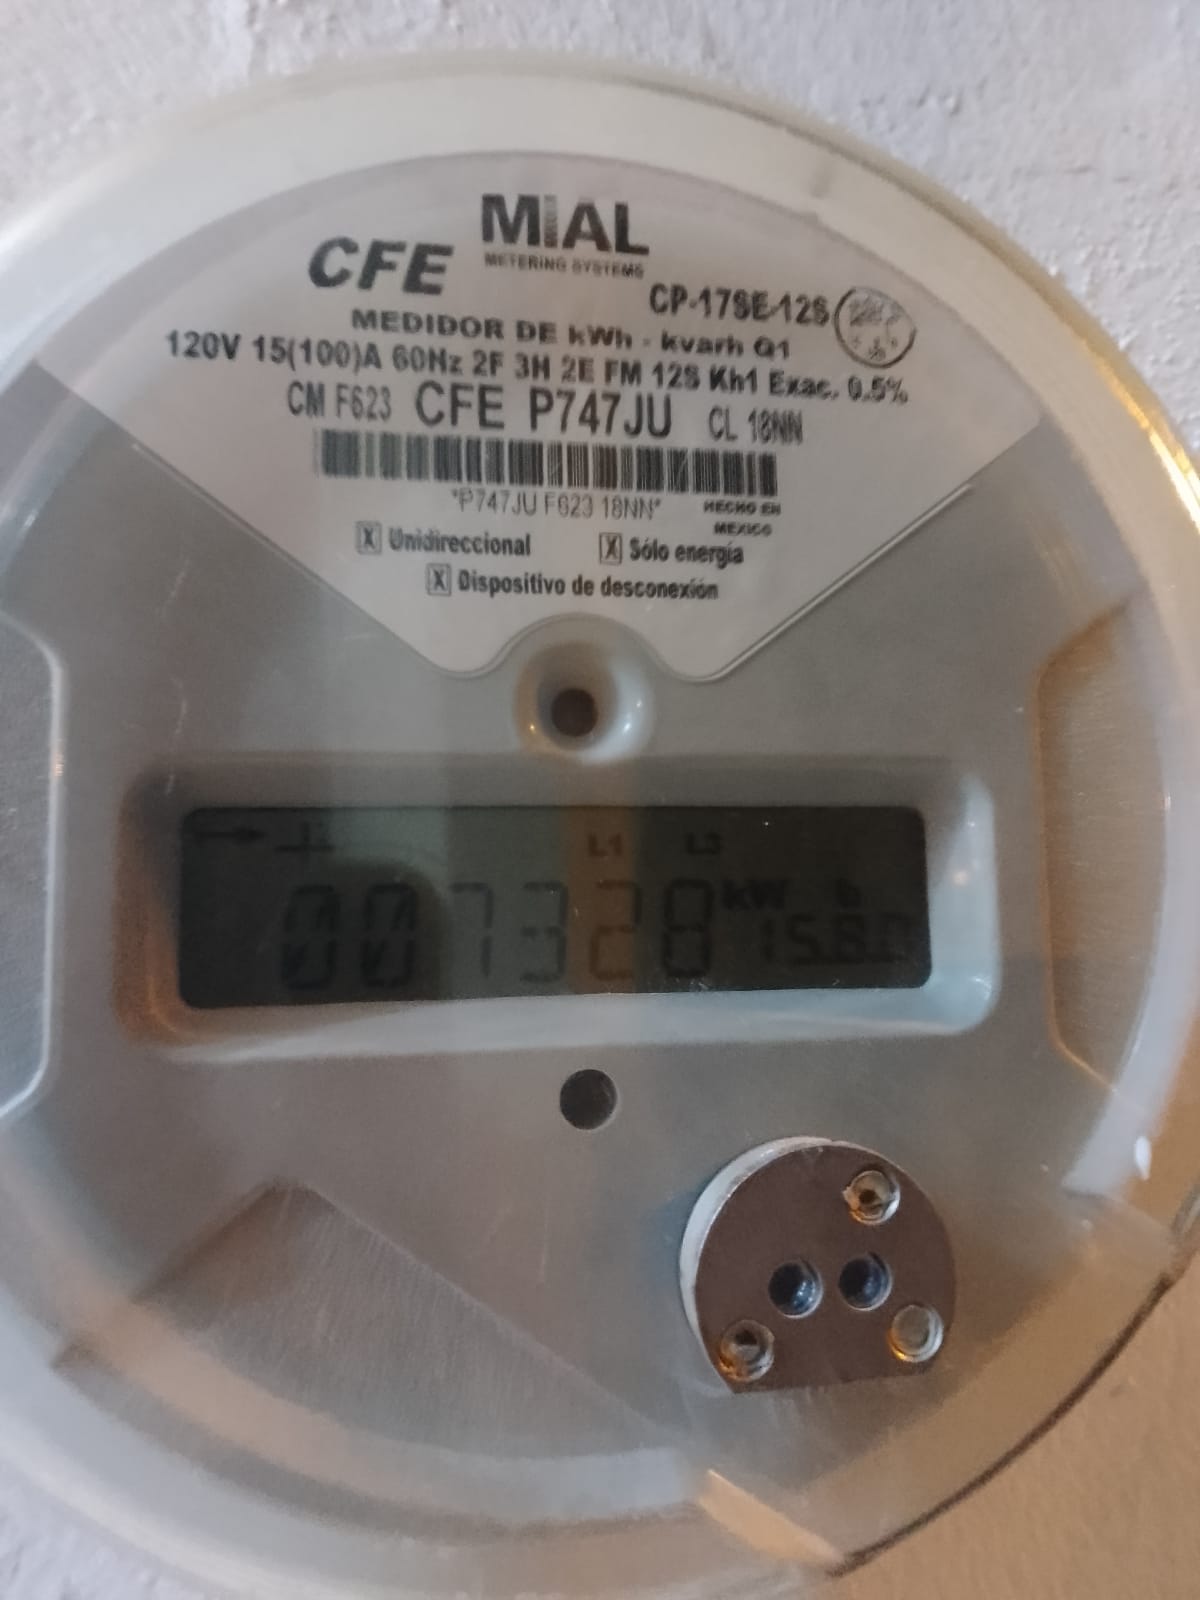 MIAL
METERING SYSTEMS
CFE
CP-17SE-12S
MEDIDOR DE kWh - kvarh Q1
120V 15(100)A 60Hz 2F 3H 2E FM 12S Kh1 Exac. 0.5%
CM F623 CFE P747JU CL 18NN
*P747JU F623 18NN*
HECHO EN
MEXICO
X Unidireccional X Sólo energía
X Dispositivo de desconexión
L1 L3
007328 kW h
15.8.0